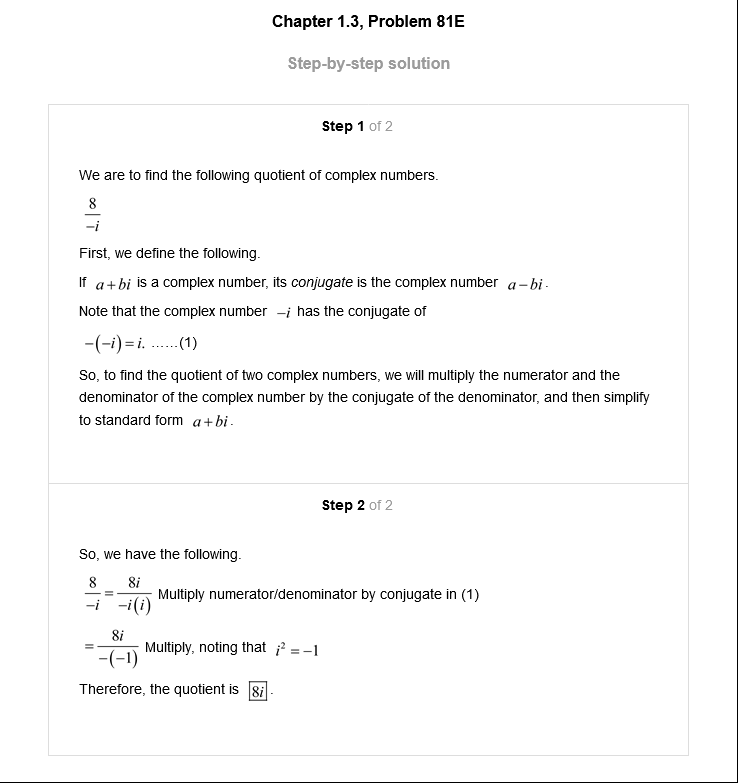 Chapter 1.3, Problem 81E
Step-by-step solution
Step 1 of 2
We are to find the following quotient of complex numbers.
8/−i
First, we define the following.
If a+bi is a complex number, its conjugate is the complex number a−bi.
Note that the complex number −i has the conjugate of
−(−i)=i. ……(1)
So, to find the quotient of two complex numbers, we will multiply the numerator and the
denominator of the complex number by the conjugate of the denominator, and then simplify
to standard form a+bi.
Step 2 of 2
So, we have the following.
8/−i = 8i/−i(i) Multiply numerator/denominator by conjugate in (1)
= 8i/−(−1) Multiply, noting that i² = −1
Therefore, the quotient is 8i.